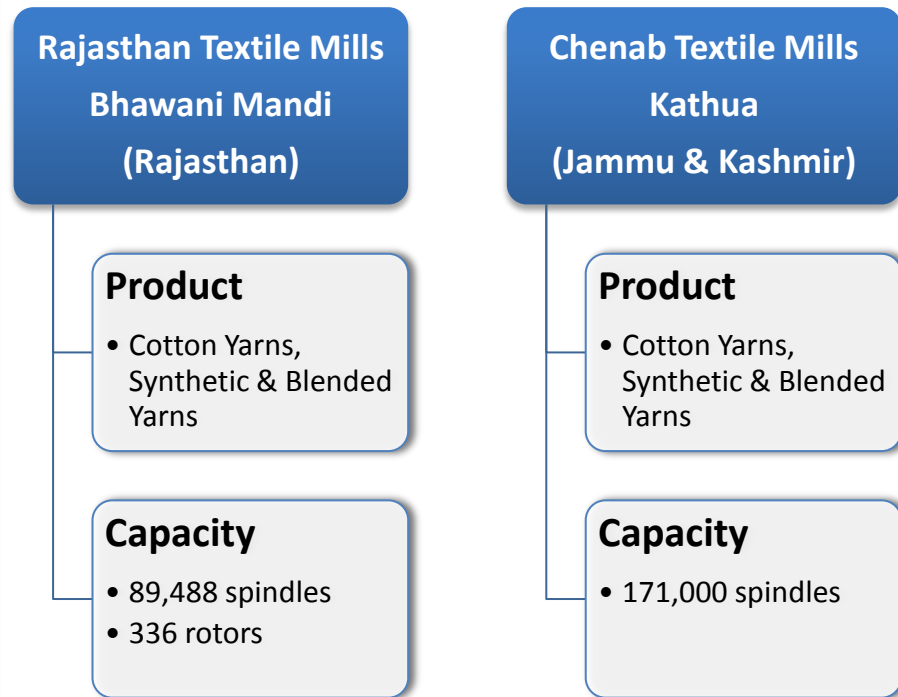 Rajasthan Textile Mills
Bhawani Mandi
(Rajasthan)
Product
• Cotton Yarns,
Synthetic & Blended
Yarns
Capacity
• 89,488 spindles
• 336 rotors
Chenab Textile Mills
Kathua
(Jammu & Kashmir)
Product
• Cotton Yarns,
Synthetic & Blended
Yarns
Capacity
• 171,000 spindles